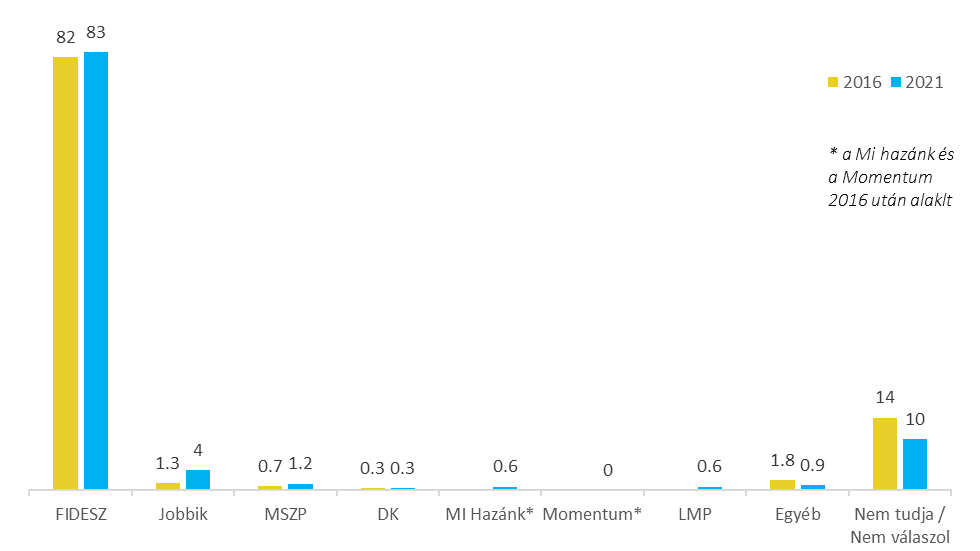 82 83
2016 2021
* a Mi hazánk és
a Momentum
2016 után alaklt
14
10
1.3 4
0.7 1.2
0.3 0.3
0.6
0
0.6
1.8 0.9
FIDESZ Jobbik MSZP DK MI Hazánk* Momentum* LMP Egyéb Nem tudja /
Nem válaszol